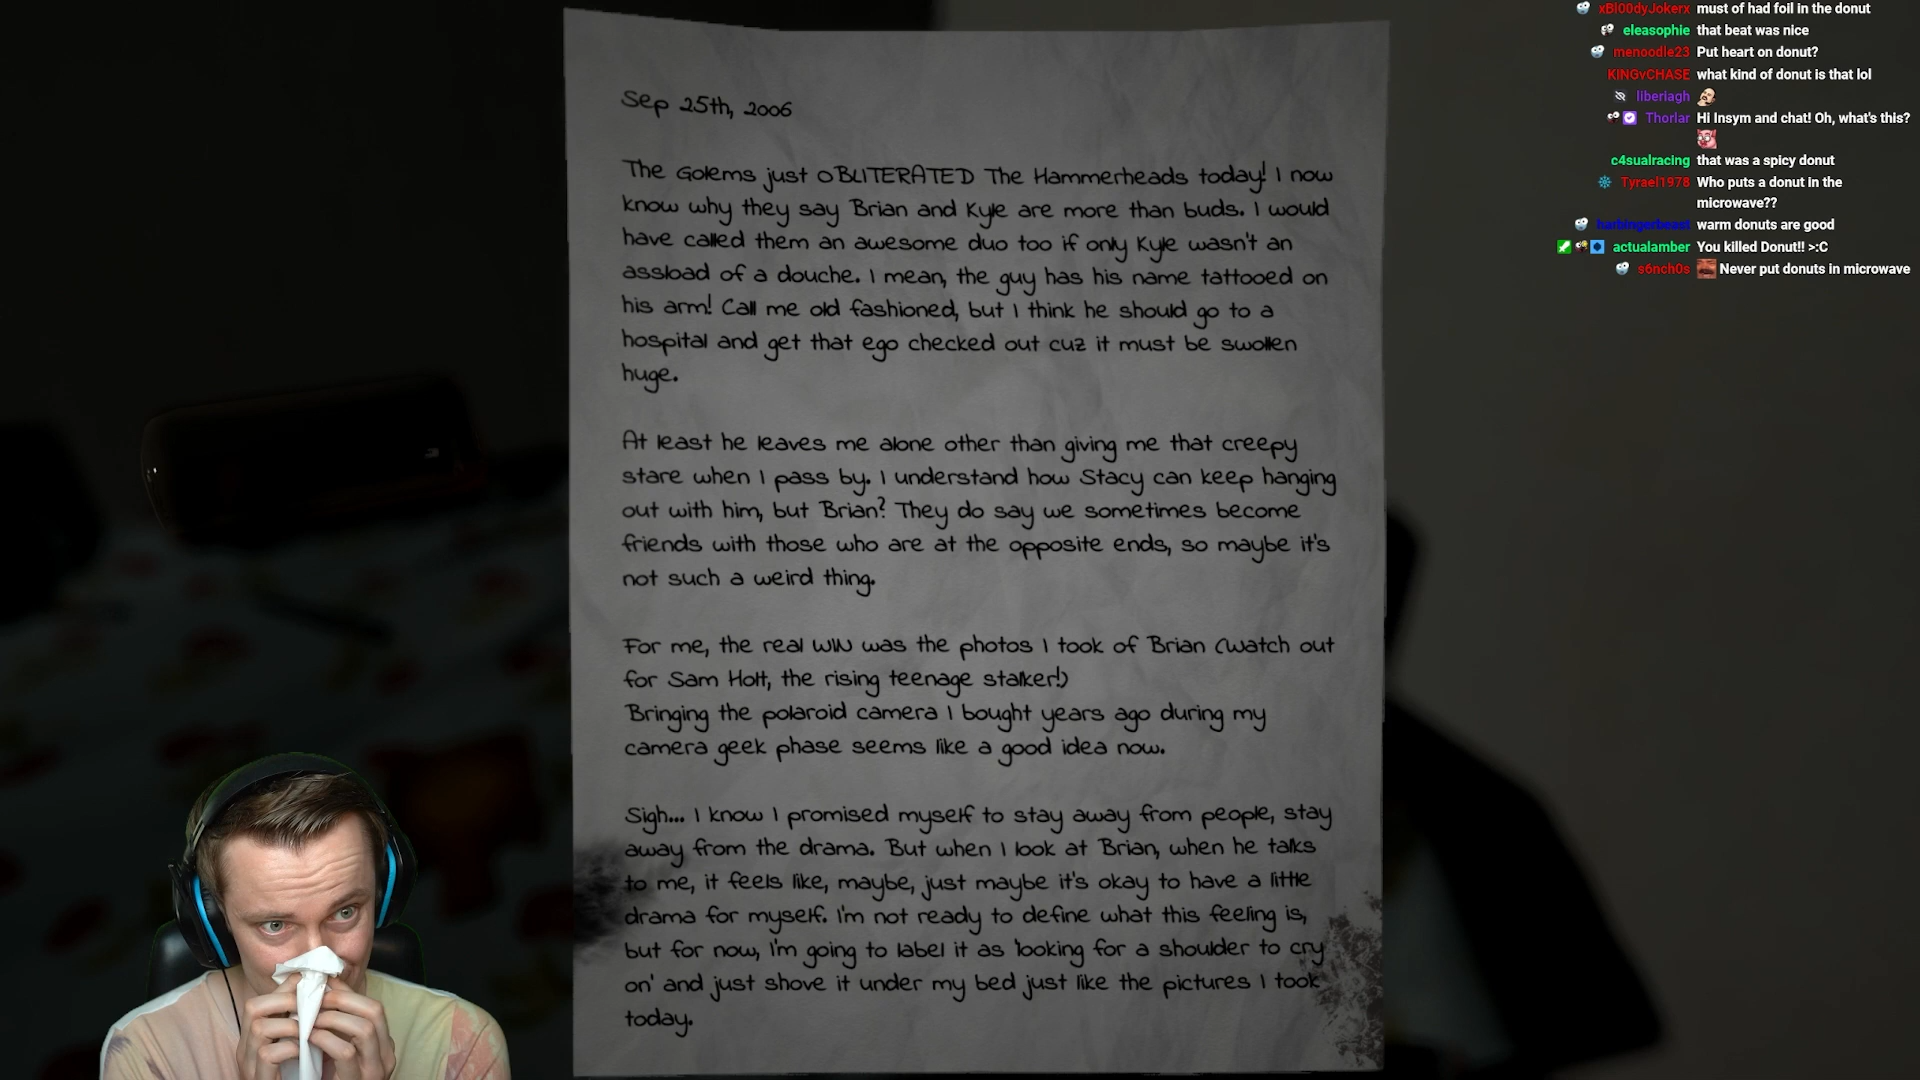 Sep 25th, 2006
The Golems just OBLITERATED The Hammerheads today! I now
know why they say Brian and Kyle are more than buds. I would
have called them an awesome duo too if only Kyle wasn't an
assload of a douche. I mean, the guy has his name tattooed on
his arm! Call me old fashioned, but I think he should go to a
hospital and get that ego checked out cuz it must be swollen
huge.
At least he leaves me alone other than giving me that creepy
stare when I pass by. I understand how Stacy can keep hanging
out with him, but Brian? They do say we sometimes become
friends with those who are at the opposite ends, so maybe it's
not such a weird thing.
For me, the real WIN was the photos I took of Brian (watch out
for Sam Holt, the rising teenage stalker!)
Bringing the polaroid camera I bought years ago during my
camera geek phase seems like a good idea now.
Sigh... I know I promised myself to stay away from people, stay
away from the drama. But when I look at Brian, when he talks
to me, it feels like, maybe, just maybe it's okay to have a little
drama for myself. I'm not ready to define what this feeling is,
but for now, I'm going to label it as 'looking for a shoulder to cry
on' and just shove it under my bed just like the pictures I took
today.
xBl00dyJokerx must of had foil in the donut
eleasophie that beat was nice
menoodle23 Put heart on donut?
KINGvCHASE what kind of donut is that lol
liberiagh
Thorlar Hi Insym and chat! Oh, what's this?
c4sualracing that was a spicy donut
Tyrael1978 Who puts a donut in the
microwave??
harbingerbeast warm donuts are good
actualamber You killed Donut!! >:C
s6nch0s Never put donuts in microwave